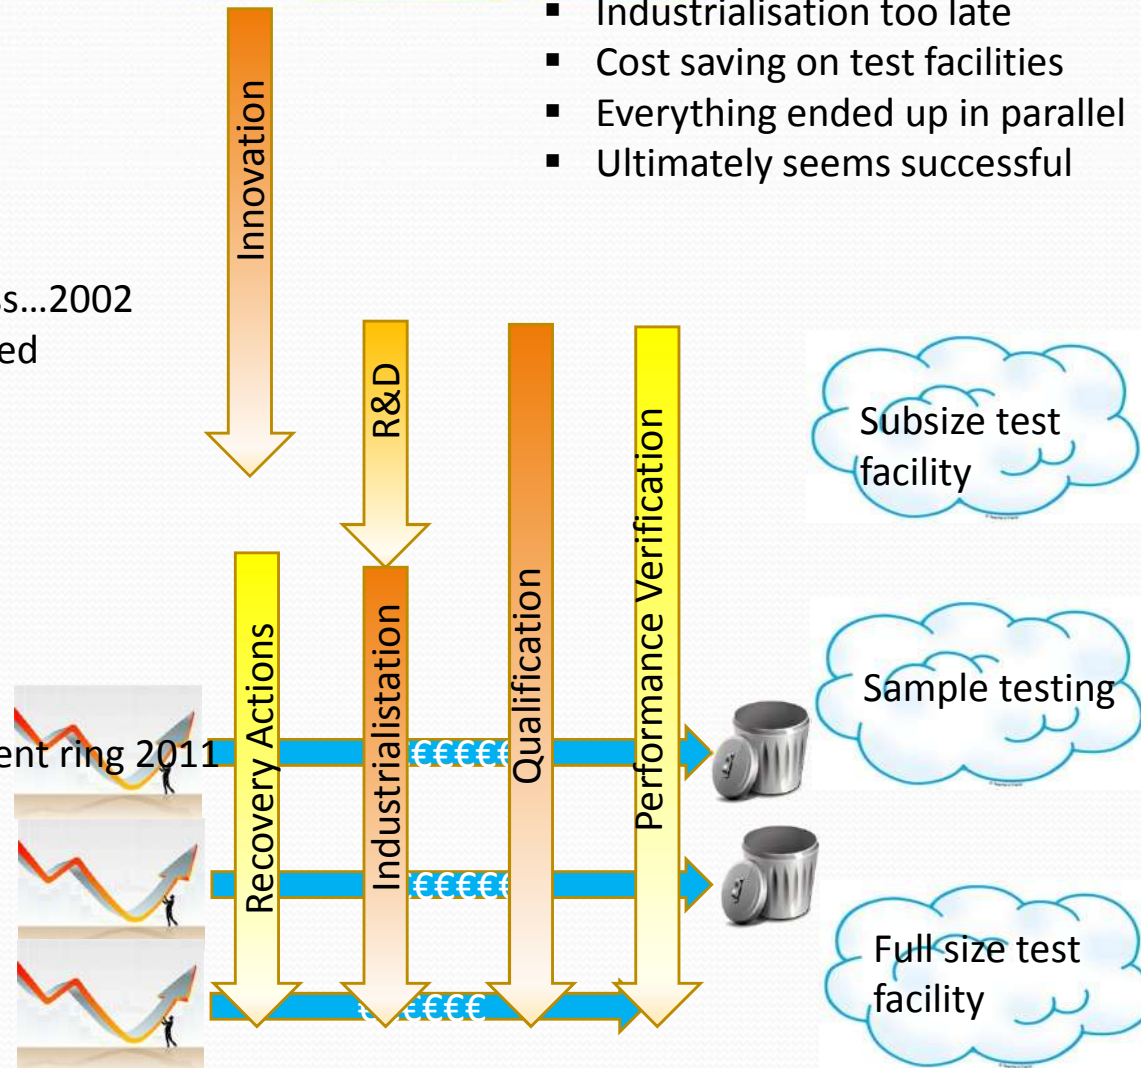 Industrialisation too late
Cost saving on test facilities
Everything ended up in parallel
Ultimately seems successful
Innovation
s...2002
ed
R&D
Subsize test
facility
Recovery Actions
Industrialistation
Qualification
Performance Verification
Sample testing
ent ring 2011
€€€€€
€€€€€
Full size test
facility
€€€€